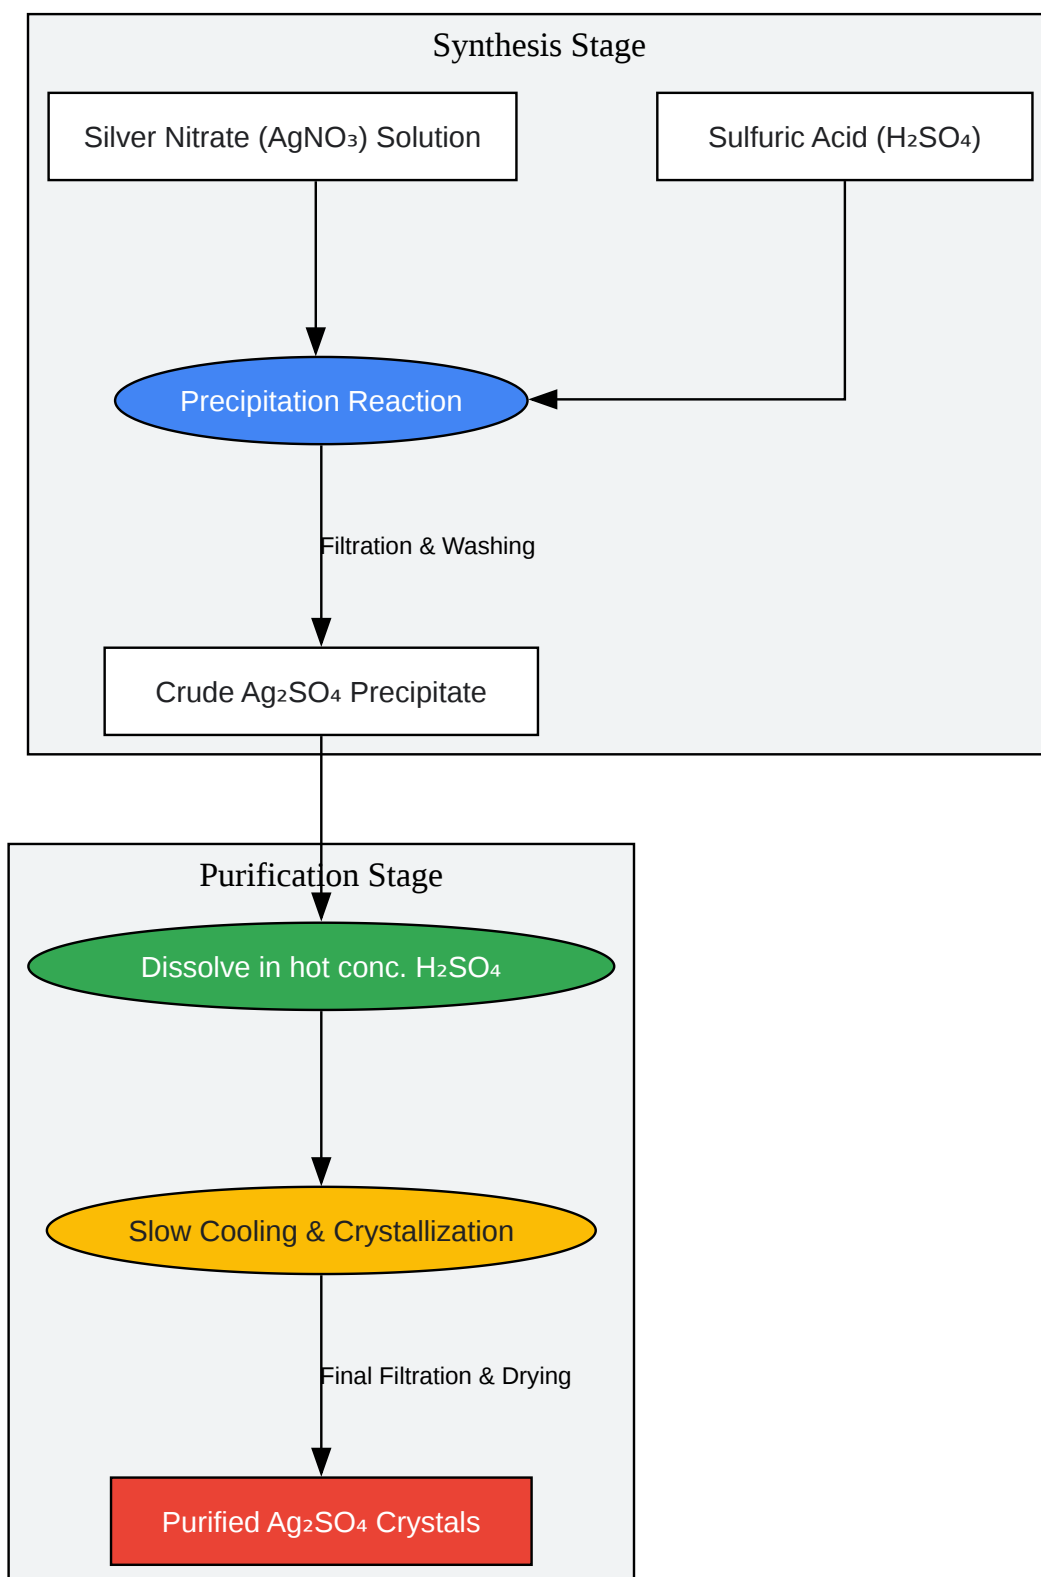 Synthesis Stage
Silver Nitrate (AgNO₃) Solution
Sulfuric Acid (H₂SO₄)
Precipitation Reaction
Filtration & Washing
Crude Ag₂SO₄ Precipitate
Purification Stage
Dissolve in hot conc. H₂SO₄
Slow Cooling & Crystallization
Final Filtration & Drying
Purified Ag₂SO₄ Crystals